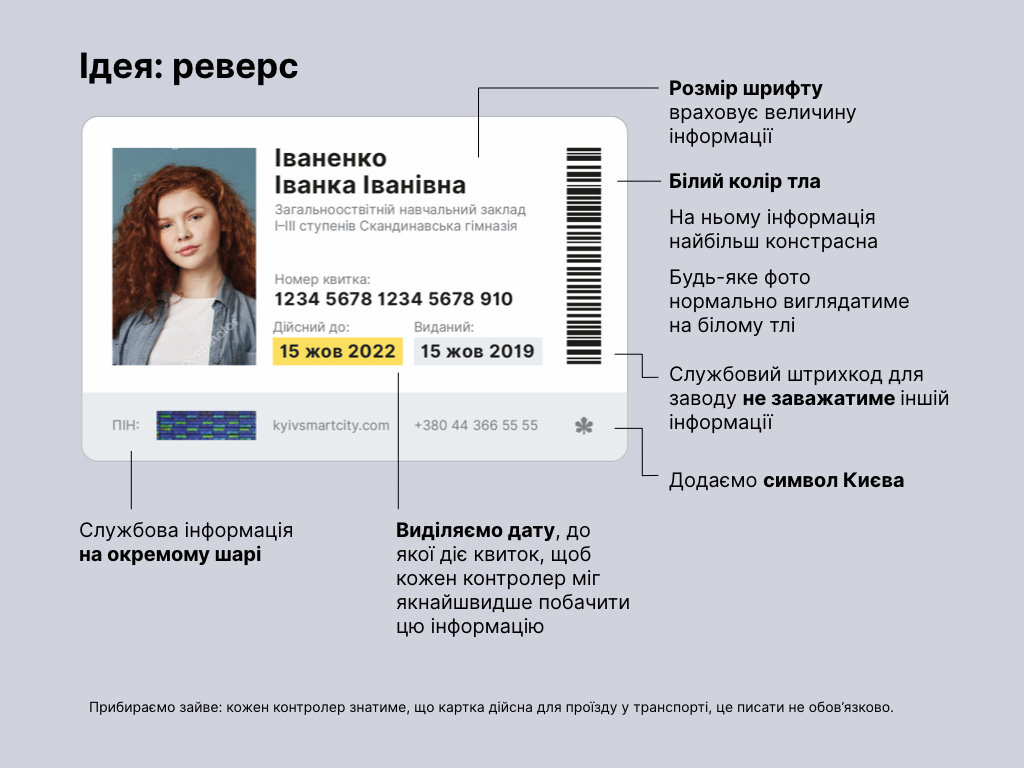 Ідея: реверс
Іваненко
Іванка Іванівна
Загальнооствітній навчальний заклад
І–ІІІ ступенів Скандинавська гімназія
Номер квитка:
1234 5678 1234 5678 910
Дійсний до:
Виданий:
15 жов 2022
15 жов 2019
ПІН:
kyivsmartcity.com
+380 44 366 55 55
Розмір шрифту
враховує величину
інформації
Білий колір тла
На ньому інформація
найбільш констрасна
Будь-яке фото
нормально виглядатиме
на білому тлі
Службовий штрихкод для
заводу не заважатиме іншій
інформації
Додаємо символ Києва
Службова інформація
на окремому шарі
Виділяємо дату, до
якої діє квиток, щоб
кожен контролер міг
якнайшвидше побачити
цю інформацію
Прибираємо зайве: кожен контролер знатиме, що картка дійсна для проїзду у транспорті, це писати не обов’язково.